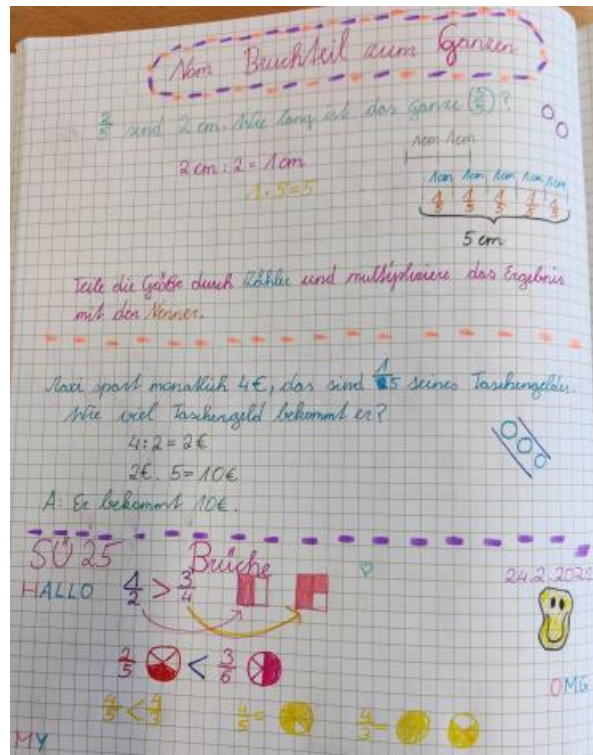 Vom Bruchteil zum Ganzen
2/5 sind 2 cm. Wie lang ist das Ganze (5/5)?
1cm 1cm
2 cm : 2 = 1 cm
1 · 5 = 5
1cm 1cm 1cm 1cm 1cm
1/5 1/5 1/5 1/5 1/5
5 cm
Teile die Größe durch Zähler und multipliziere das Ergebnis
mit den Nenner.
Maxi spart monatlich 4€, das sind 1/5 seines Taschengeldes.
Wie viel Taschengeld bekommt er?
4 : 2 = 2€
2€ · 5 = 10€
A: Er bekommt 10€.
SÜ 25 Brüche
24.2.2022
HALLO 1/2 > 3/4
2/5 < 3/6
OMG
4/5 < 4/3 4/5 = 4/3 =
MY